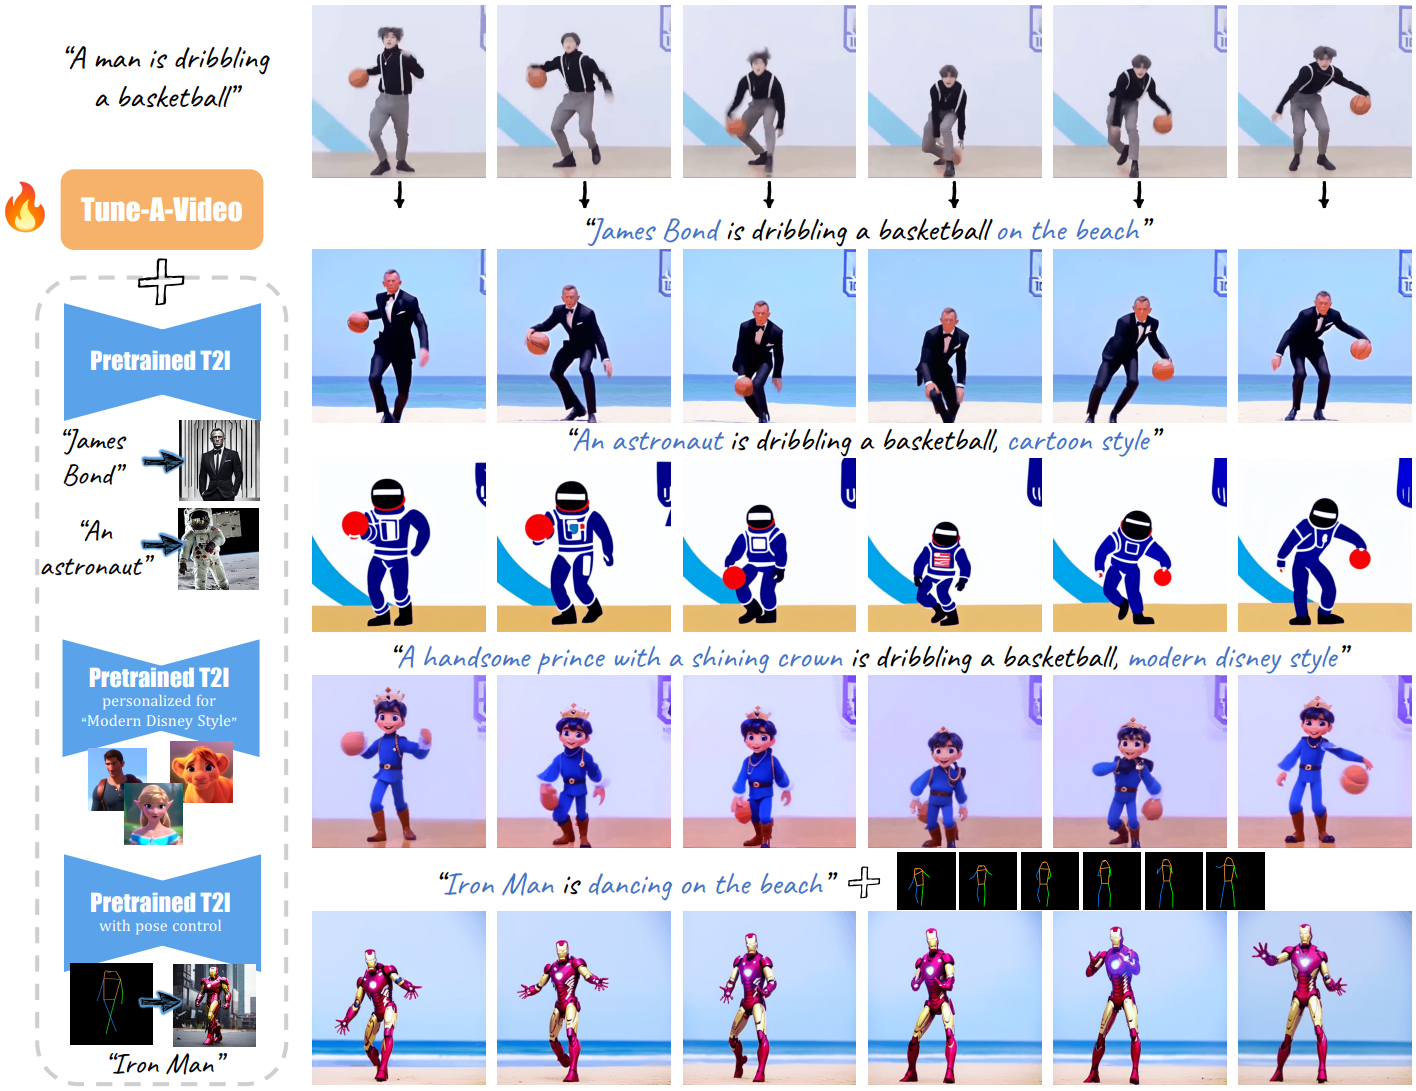 “A man is dribbling
a basketball”
Tune-A-Video
“James Bond is dribbling a basketball on the beach”
Pretrained T2I
“James
Bond”
“An astronaut is dribbling a basketball, cartoon style”
“An
astronaut”
“A handsome prince with a shining crown is dribbling a basketball, modern disney style”
Pretrained T2I
personalized for
“Modern Disney Style”
“Iron Man is dancing on the beach”
Pretrained T2I
with pose control
“Iron Man”